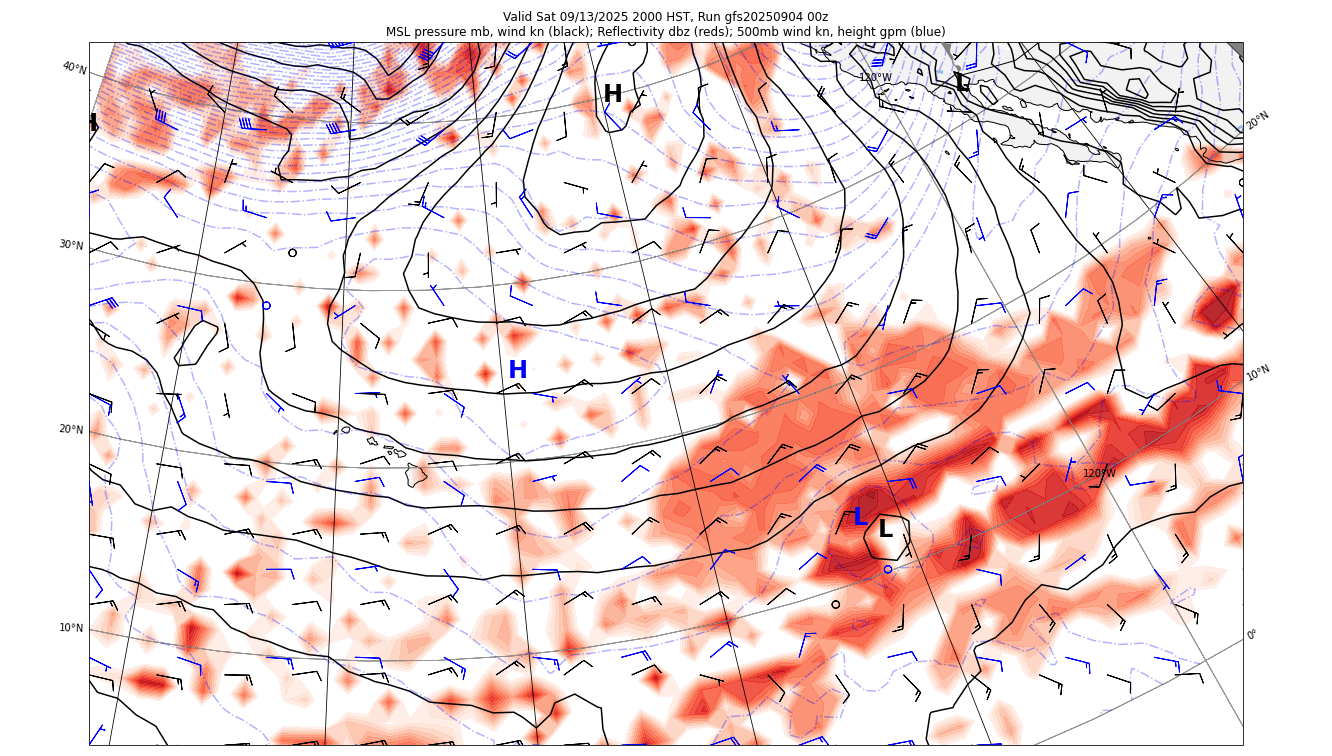 Valid Sat 09/13/2025 2000 HST, Run gfs20250904 00z
MSL pressure mb, wind kn (black); Reflectivity dbz (reds); 500mb wind kn, height gpm (blue)
40°N
120°W
L
H
H
20°N
30°N
H
10°N
20°N
120°W
L
L
10°N
0°